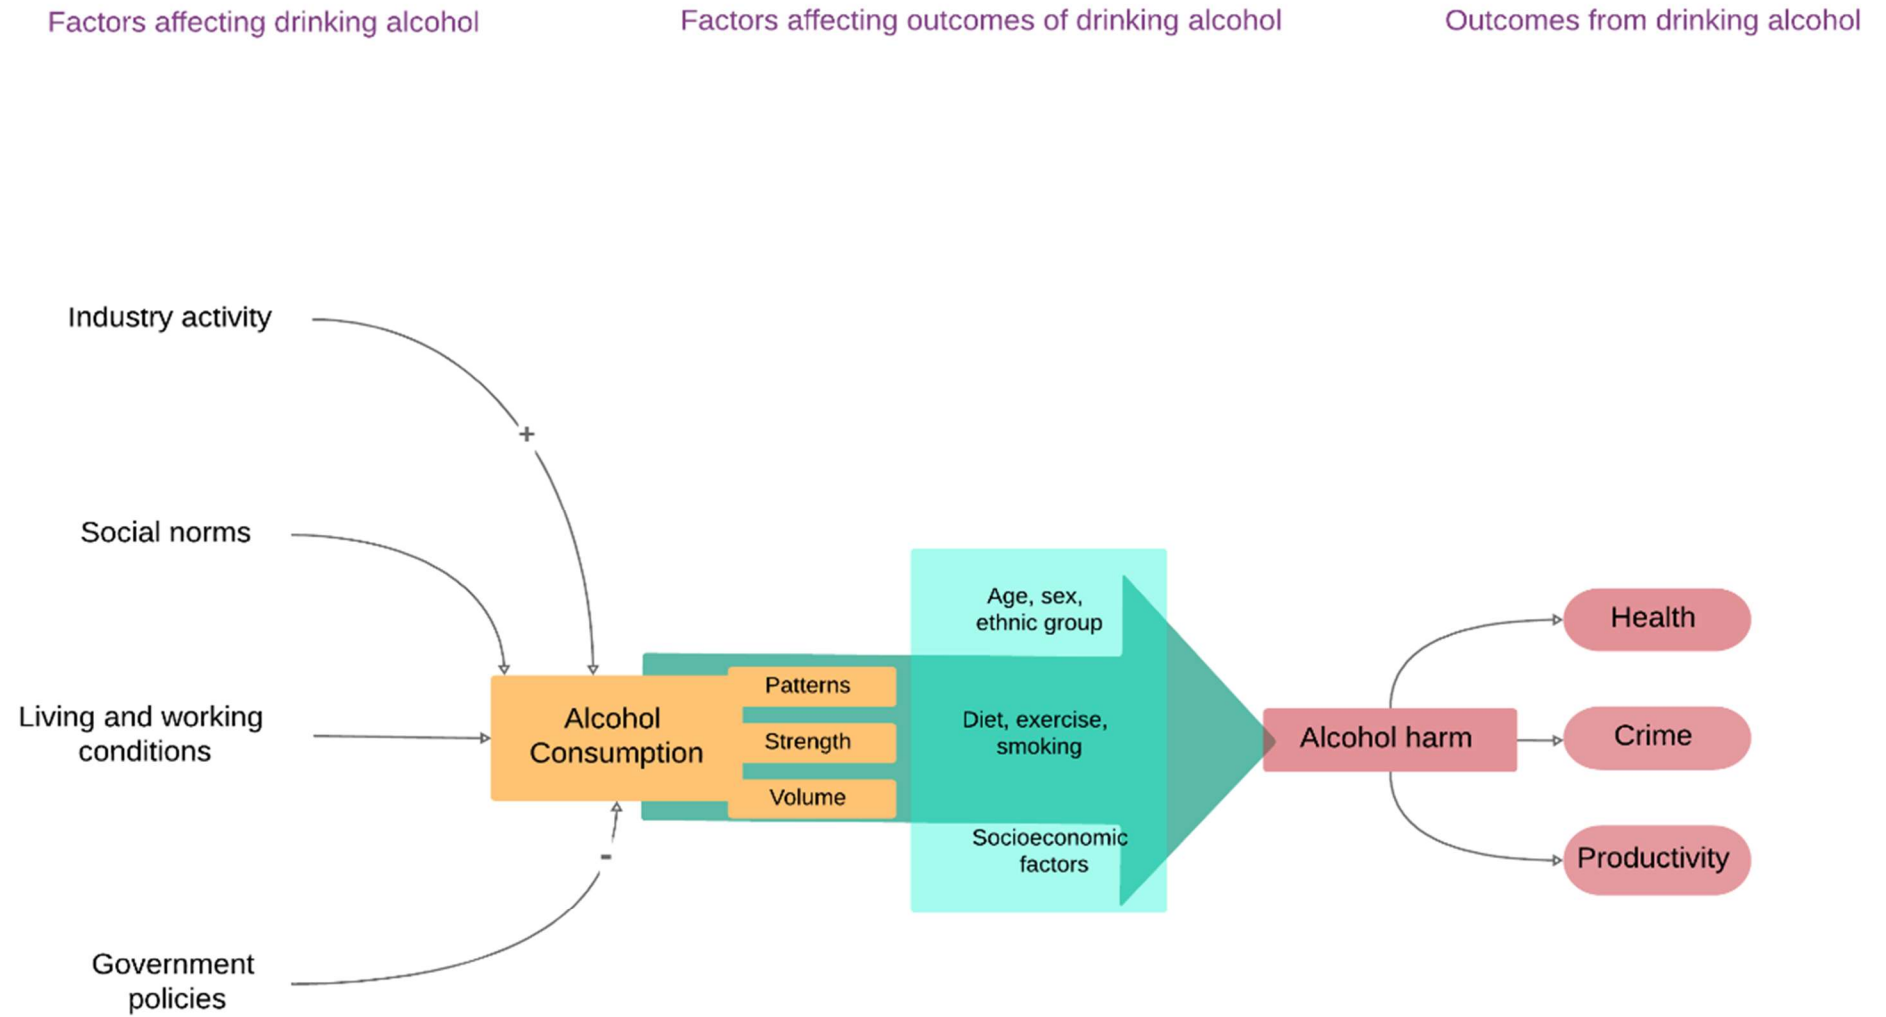 Factors affecting drinking alcohol
Factors affecting outcomes of drinking alcohol
Outcomes from drinking alcohol
Industry activity
+
Social norms
Living and working
conditions
Government
policies
-
Alcohol
Consumption
Patterns
Strength
Volume
Age, sex,
ethnic group
Diet, exercise,
smoking
Socioeconomic
factors
Alcohol harm
Health
Crime
Productivity